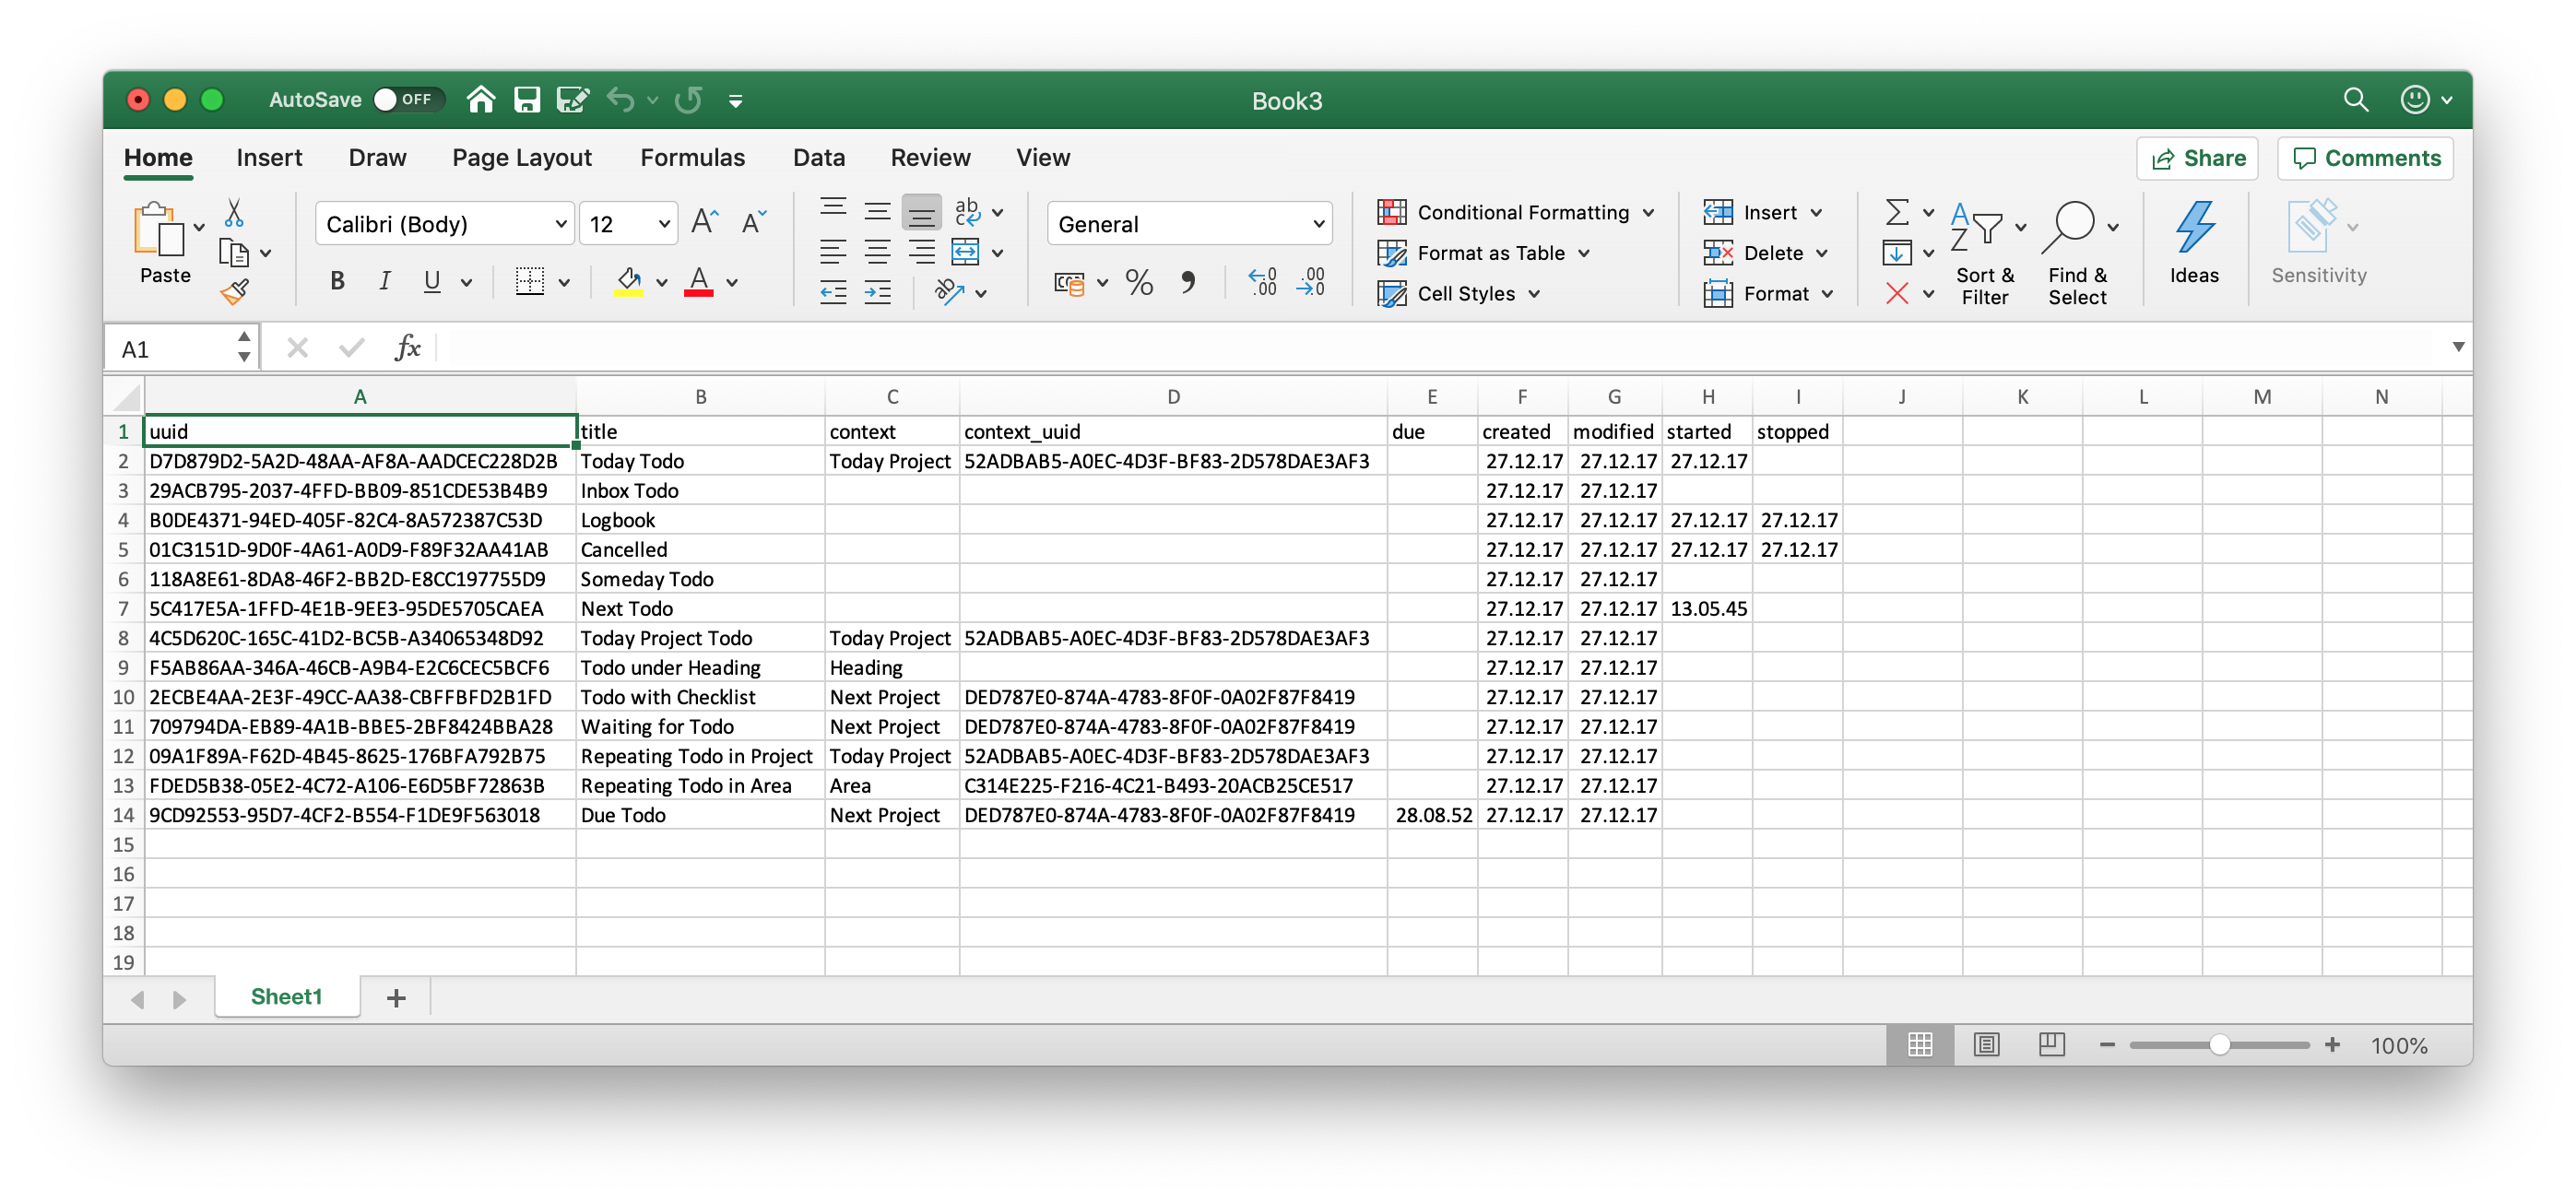 AutoSave OFF Book3
Home Insert Draw Page Layout Formulas Data Review View Share Comments
Paste
Calibri (Body) 12
B I U A
ab
c
General
% .0 .00 .00 .0
Conditional Formatting
Format as Table
Cell Styles
Insert
Delete
Format
Sort &
Filter
Find &
Select
Ideas
Sensitivity
A1 fx
A B C D E F G H I J K L M N
1 uuid title context context_uuid due created modified started stopped
2 D7D879D2-5A2D-48AA-AF8A-AADCEC228D2B Today Todo Today Project 52ADBAB5-A0EC-4D3F-BF83-2D578DAE3AF3 27.12.17 27.12.17 27.12.17
3 29ACB795-2037-4FFD-BB09-851CDE53B4B9 Inbox Todo 27.12.17 27.12.17
4 B0DE4371-94ED-405F-82C4-8A572387C53D Logbook 27.12.17 27.12.17 27.12.17 27.12.17
5 01C3151D-9D0F-4A61-A0D9-F89F32AA41AB Cancelled 27.12.17 27.12.17 27.12.17 27.12.17
6 118A8E61-8DA8-46F2-BB2D-E8CC197755D9 Someday Todo 27.12.17 27.12.17
7 5C417E5A-1FFD-4E1B-9EE3-95DE5705CAEA Next Todo 27.12.17 27.12.17 13.05.45
8 4C5D620C-165C-41D2-BC5B-A34065348D92 Today Project Todo Today Project 52ADBAB5-A0EC-4D3F-BF83-2D578DAE3AF3 27.12.17 27.12.17
9 F5AB86AA-346A-46CB-A9B4-E2C6CEC5BCF6 Todo under Heading Heading 27.12.17 27.12.17
10 2ECBE4AA-2E3F-49CC-AA38-CBFFBFD2B1FD Todo with Checklist Next Project DED787E0-874A-4783-8F0F-0A02F87F8419 27.12.17 27.12.17
11 709794DA-EB89-4A1B-BBE5-2BF8424BBA28 Waiting for Todo Next Project DED787E0-874A-4783-8F0F-0A02F87F8419 27.12.17 27.12.17
12 09A1F89A-F62D-4B45-8625-176BFA792B75 Repeating Todo in Project Today Project 52ADBAB5-A0EC-4D3F-BF83-2D578DAE3AF3 27.12.17 27.12.17
13 FDED5B38-05E2-4C72-A106-E6D5BF72863B Repeating Todo in Area Area C314E225-F216-4C21-B493-20ACB25CE517 27.12.17 27.12.17
14 9CD92553-95D7-4CF2-B554-F1DE9F563018 Due Todo Next Project DED787E0-874A-4783-8F0F-0A02F87F8419 28.08.52 27.12.17 27.12.17
15
16
17
18
19
Sheet1 +
100%